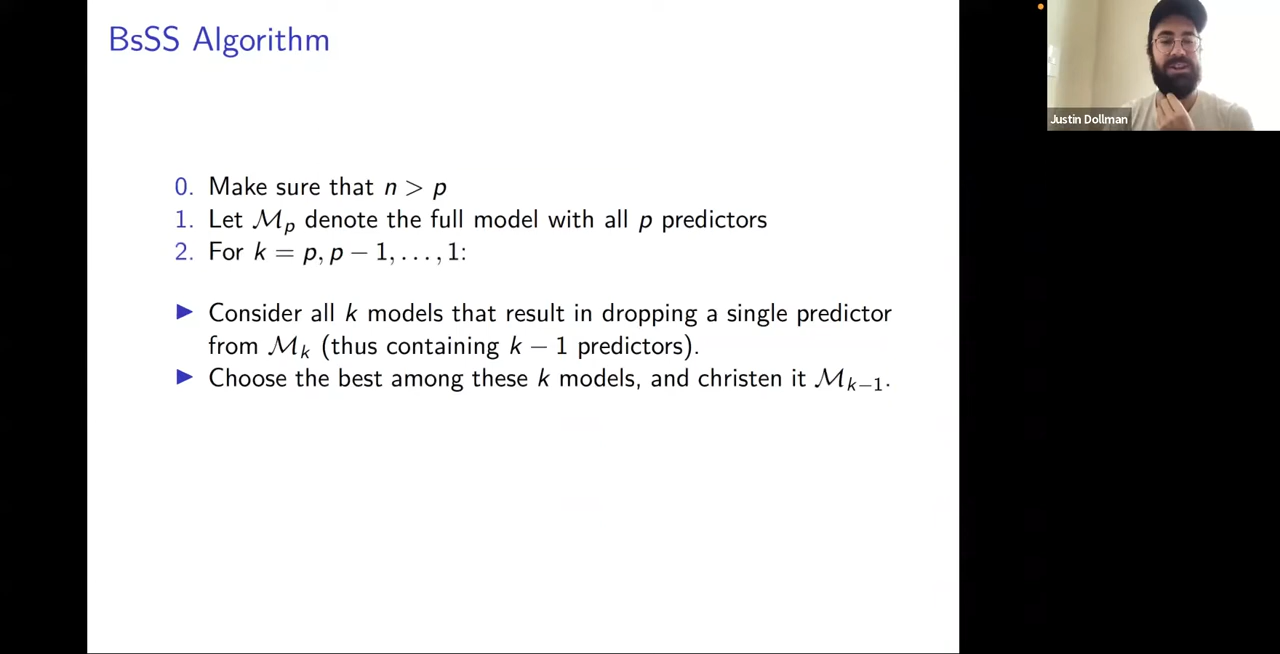 BsSS Algorithm
Justin Dollman
0. Make sure that n > p
1. Let ℳₚ denote the full model with all p predictors
2. For k = p, p − 1, . . . , 1:
▶ Consider all k models that result in dropping a single predictor
from ℳₖ (thus containing k − 1 predictors).
▶ Choose the best among these k models, and christen it ℳₖ₋₁.